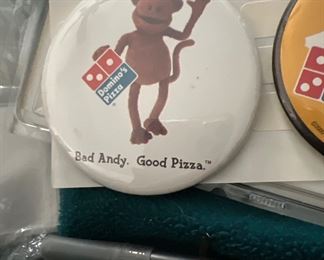 Domino's
Pizza
Bad Andy. Good Pizza.™